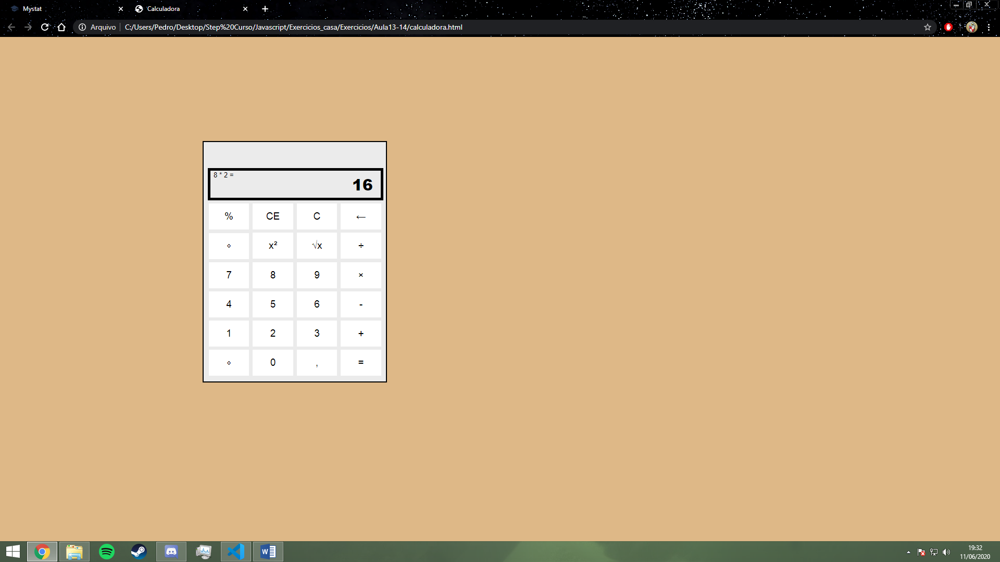 Mystat
Calculadora
Arquivo
C:/Users/Pedro/Desktop/Step%20Curso/Javascript/Exercicios_casa/Exercicios/Aula13-14/calculadora.html
8 * 2 =
16
% CE C ←
⋄ x² √x ÷
7 8 9 ×
4 5 6 -
1 2 3 +
⋄ 0 , =
19:32
11/06/2020